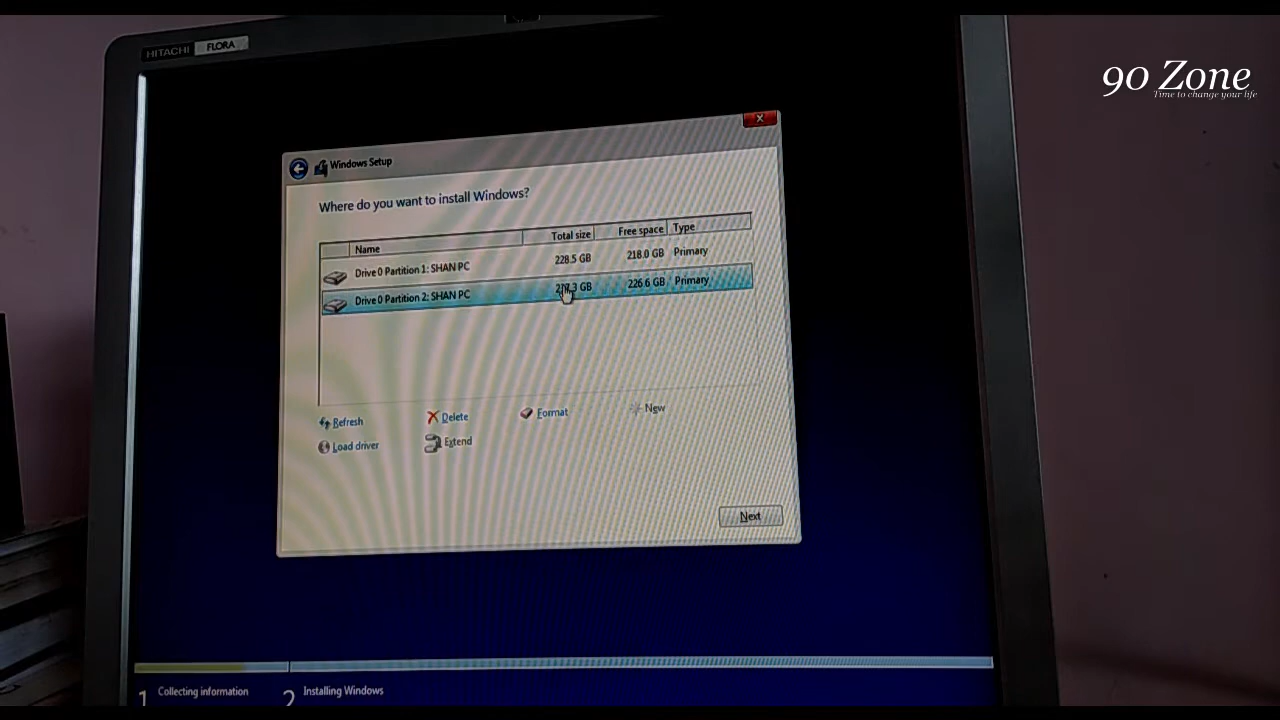 HITACHI FLORA
90 Zone
Time to change your life
Windows Setup
Where do you want to install Windows?
Name Total size Free space Type
Drive 0 Partition 1: SHAN PC 228.5 GB 218.0 GB Primary
Drive 0 Partition 2: SHAN PC GB 226.6 GB Primary
Refresh Delete Format New
Load driver Extend
Next
1 Collecting information 2 Installing Windows